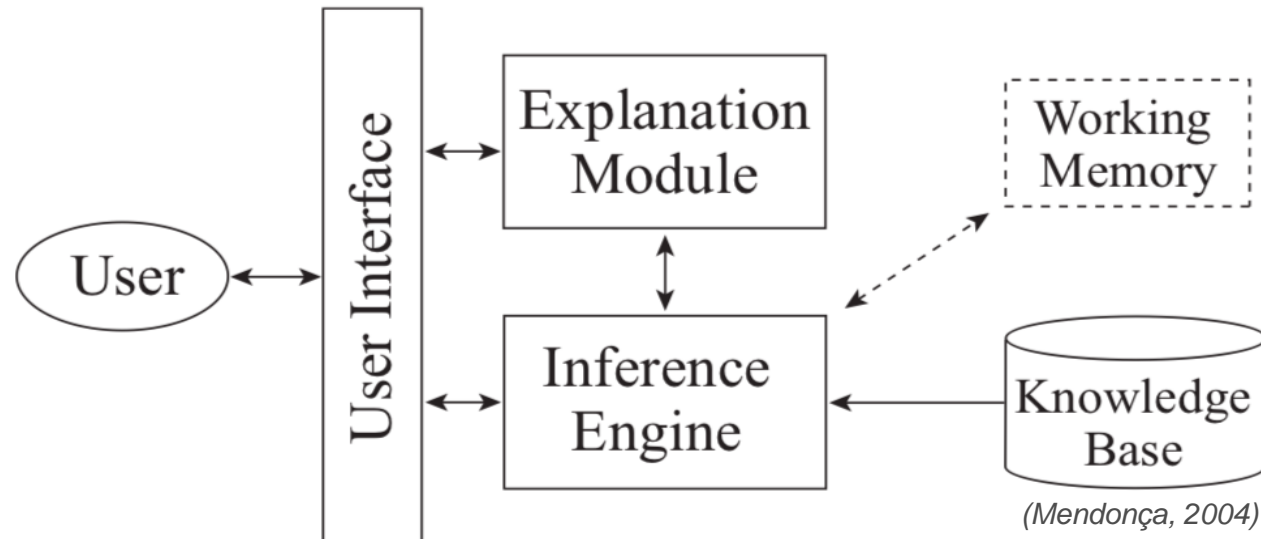 User
User Interface
Explanation
Module
Inference
Engine
Working
Memory
Knowledge
Base
(Mendonça, 2004)